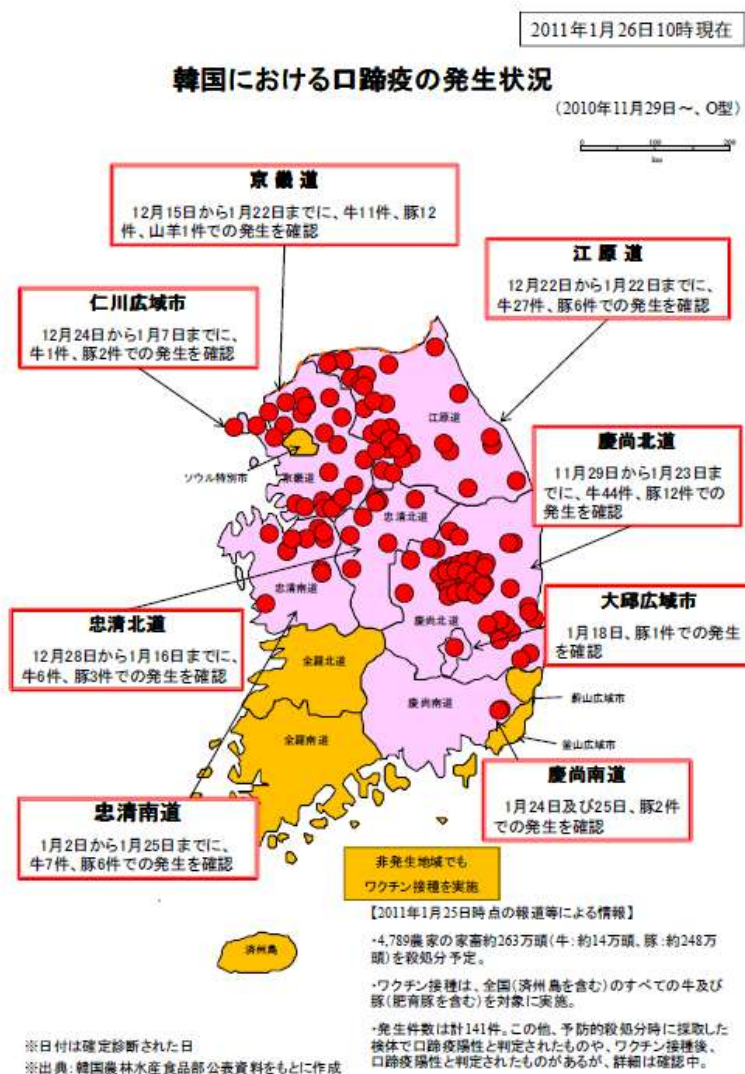 2011年1月26日10時現在
韓国における口蹄疫の発生状況
(2010年11月29日～、O型)
0 100 200
km
京畿道
12月15日から1月22日までに、牛11件、豚12
件、山羊1件での発生を確認
江原道
12月22日から1月22日までに、
牛27件、豚6件での発生を確認
仁川広域市
12月24日から1月7日までに、
牛1件、豚2件での発生を確認
江原道
慶尚北道
11月29日から1月23日ま
でに、牛44件、豚12件での
発生を確認
ソウル特別市
京畿道
忠清北道
忠清南道
大邱広域市
1月18日、豚1件での発生
を確認
忠清北道
12月28日から1月16日までに、
牛6件、豚3件での発生を確認
慶尚北道
全羅北道
慶尚南道
蔚山広域市
全羅南道
釜山広域市
慶尚南道
1月24日及び25日、豚2件
での発生を確認
忠清南道
1月2日から1月25日までに、
牛7件、豚6件での発生を確認
非発生地域でも
ワクチン接種を実施
【2011年1月25日時点の報道等による情報】
・4,789農家の家畜約263万頭(牛:約14万頭、豚:約248万
頭)を殺処分予定。
済州島
・ワクチン接種は、全国(済州島を含む)のすべての牛及び
豚(肥育豚を含む)を対象に実施。
・発生件数は計141件。この他、予防的殺処分時に採取した
検体で口蹄疫陽性と判定されたものや、ワクチン接種後、
口蹄疫陽性と判定されたものがあるが、詳細は確認中。
※日付は確定診断された日
※出典:韓国農林水産食品部公表資料をもとに作成